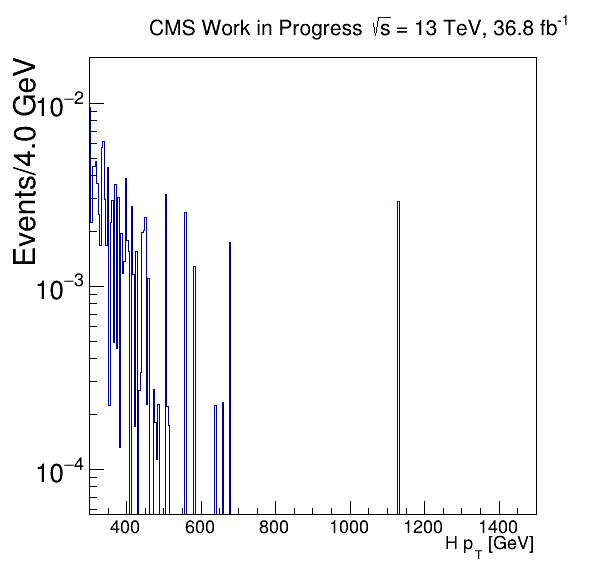 CMS Work in Progress √s = 13 TeV, 36.8 fb⁻¹
Events/4.0 GeV
10⁻²
10⁻³
10⁻⁴
400 600 800 1000 1200 1400
H p_T [GeV]